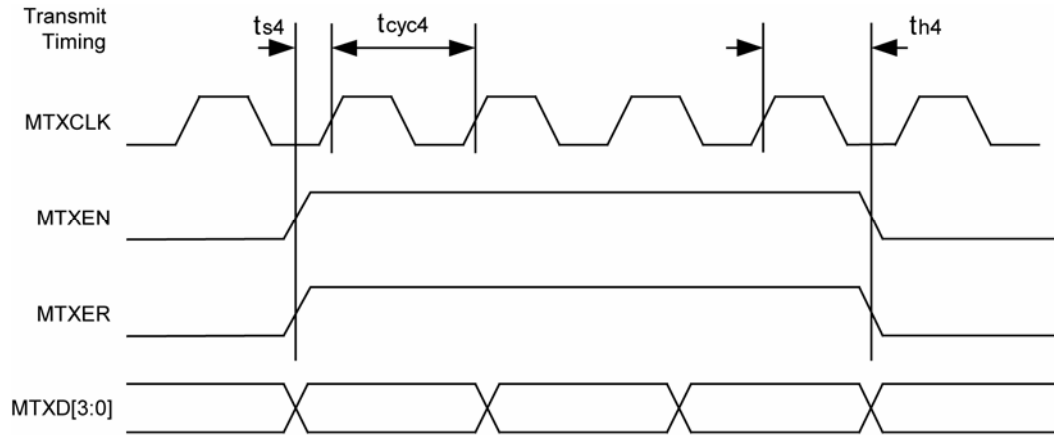 Transmit
Timing
ts4
tcyc4
th4
MTXCLK
MTXEN
MTXER
MTXD[3:0]